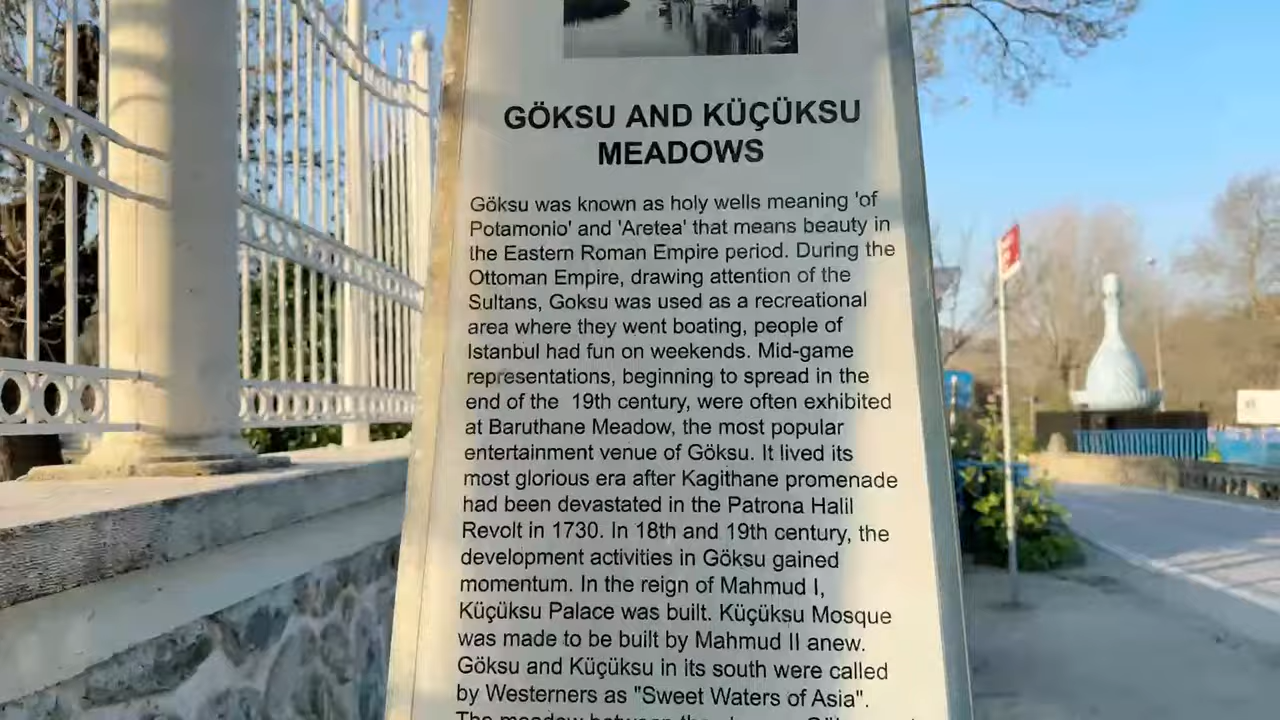 GÖKSU AND KÜÇÜKSU
MEADOWS
Göksu was known as holy wells meaning 'of
Potamonio' and 'Aretea' that means beauty in
the Eastern Roman Empire period. During the
Ottoman Empire, drawing attention of the
Sultans, Goksu was used as a recreational
area where they went boating, people of
Istanbul had fun on weekends. Mid-game
representations, beginning to spread in the
end of the 19th century, were often exhibited
at Baruthane Meadow, the most popular
entertainment venue of Göksu. It lived its
most glorious era after Kagithane promenade
had been devastated in the Patrona Halil
Revolt in 1730. In 18th and 19th century, the
development activities in Göksu gained
momentum. In the reign of Mahmud I,
Küçüksu Palace was built. Küçüksu Mosque
was made to be built by Mahmud II anew.
Göksu and Küçüksu in its south were called
by Westerners as "Sweet Waters of Asia".
The meadow between the